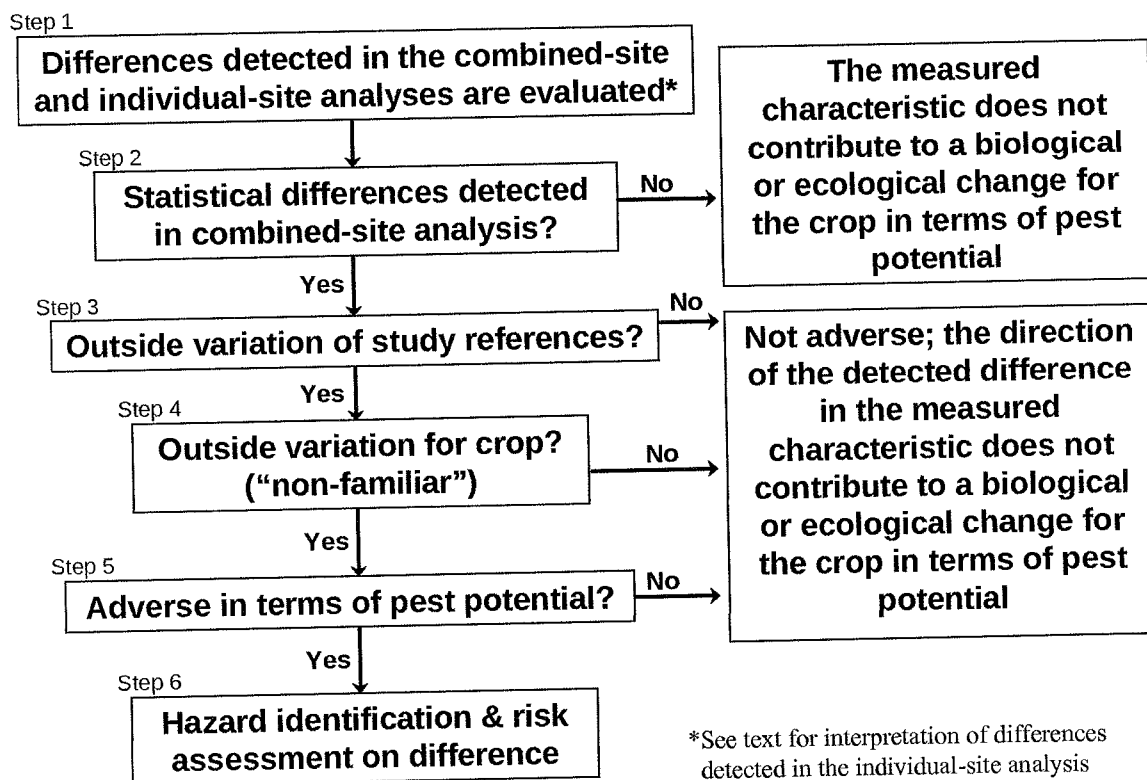 Step 1
Differences detected in the combined-site
and individual-site analyses are evaluated*
Step 2
Statistical differences detected
in combined-site analysis?
No
The measured
characteristic does not
contribute to a biological
or ecological change for
the crop in terms of pest
potential
Yes
Step 3
Outside variation of study references?
No
Yes
Step 4
Outside variation for crop?
("non-familiar")
No
Not adverse; the direction
of the detected difference
in the measured
characteristic does not
contribute to a biological
or ecological change for
the crop in terms of pest
potential
Yes
Step 5
Adverse in terms of pest potential?
No
Yes
Step 6
Hazard identification & risk
assessment on difference
*See text for interpretation of differences
detected in the individual-site analysis